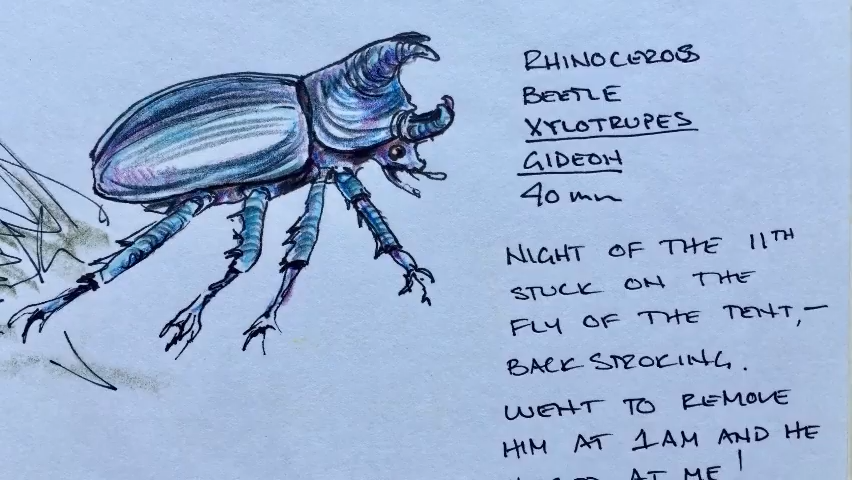 RHINOCEROS
BEETLE
XYLOTRUPES
GIDEON
40 mm
NIGHT OF THE 11TH
STUCK ON THE
FLY OF THE TENT,—
BACKSTROKING.
WENT TO REMOVE
HIM AT 1AM AND HE
AT ME!